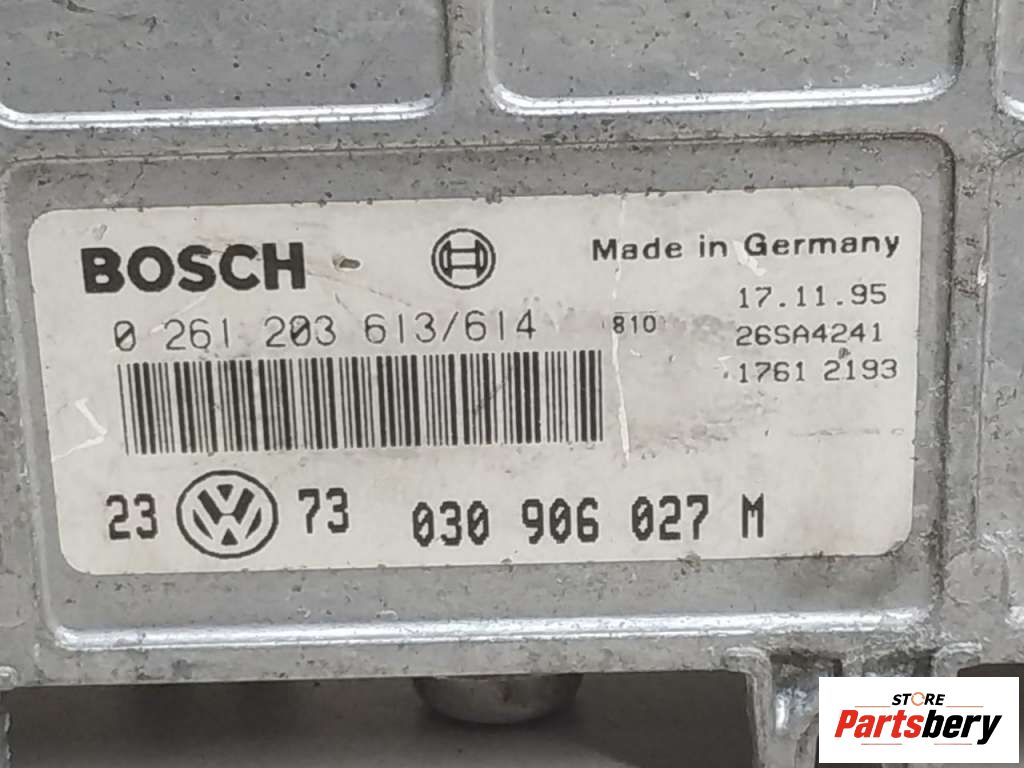 BOSCH Made in Germany
17.11.95
0 261 203 613/614 810 26SA4241
1761 2193
23 VW 73 030 906 027 M
STORE
Partsbery